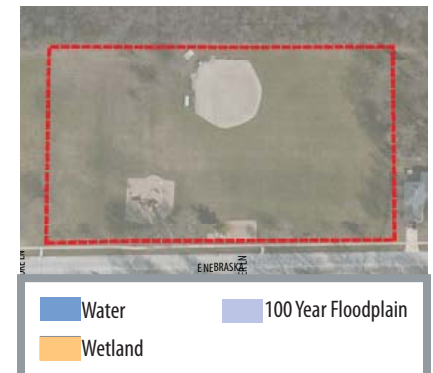 E NEBRASKA
LN
Water
100 Year Floodplain
Wetland